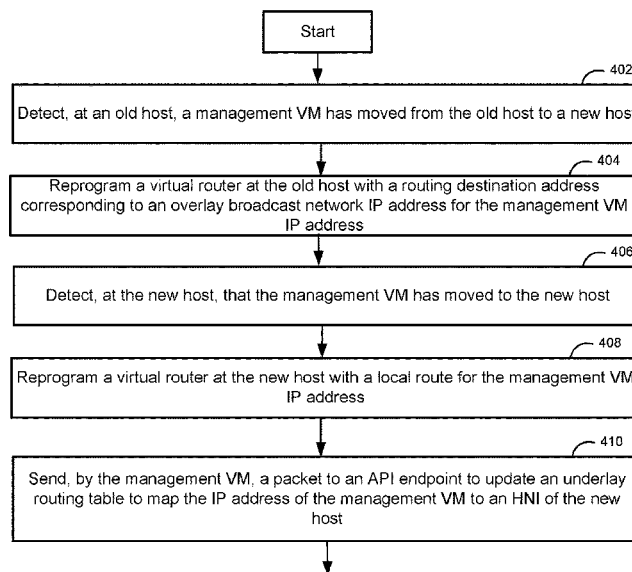 Start
402
Detect, at an old host, a management VM has moved from the old host to a new host
404
Reprogram a virtual router at the old host with a routing destination address
corresponding to an overlay broadcast network IP address for the management VM
IP address
406
Detect, at the new host, that the management VM has moved to the new host
408
Reprogram a virtual router at the new host with a local route for the management VM
IP address
410
Send, by the management VM, a packet to an API endpoint to update an underlay
routing table to map the IP address of the management VM to an HNI of the new
host